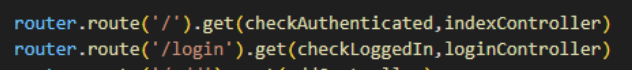 router.route('/').get(checkAuthenticated,indexController)
router.route('/login').get(checkLoggedIn,loginController)